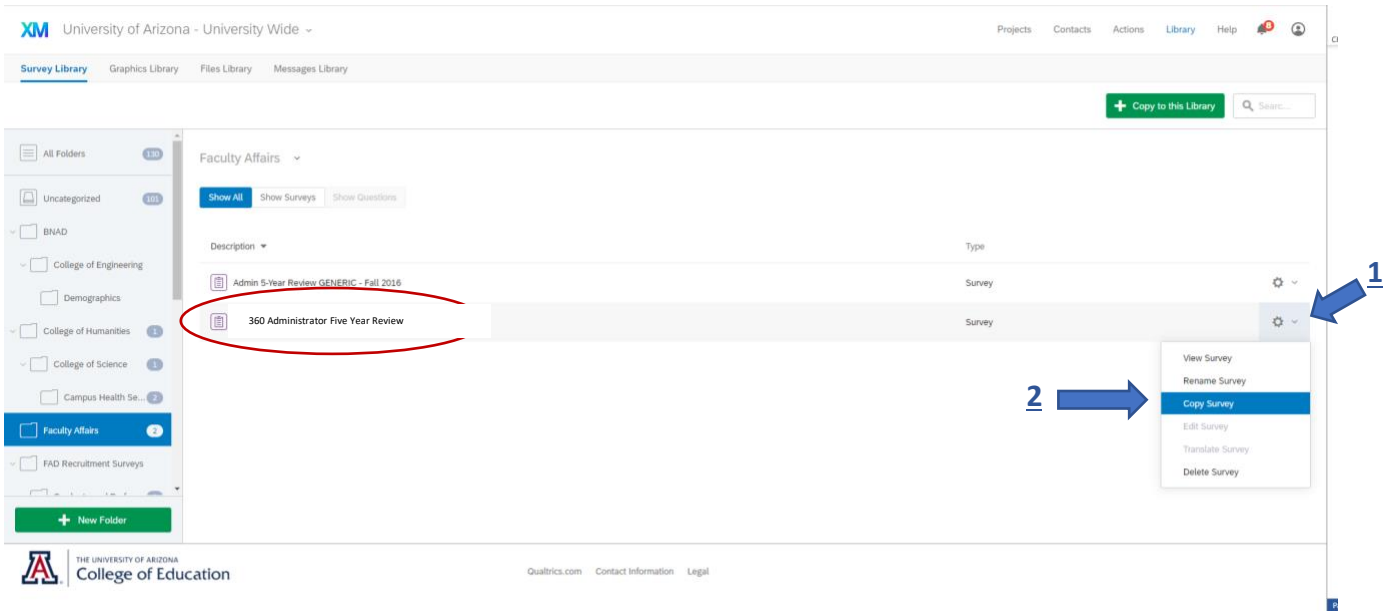 XM University of Arizona - University Wide
Projects Contacts Actions Library Help
Survey Library Graphics Library Files Library Messages Library
+ Copy to this Library Searc...
All Folders 130
Uncategorized 101
BNAD
College of Engineering
Demographics
College of Humanities 1
College of Science 1
Campus Health Se... 2
Faculty Affairs 2
FAD Recruitment Surveys
+ New Folder
Faculty Affairs
Show All Show Surveys Show Questions
Description Type
Admin 5-Year Review GENERIC - Fall 2016 Survey
360 Administrator Five Year Review Survey
1
View Survey
Rename Survey
2
Copy Survey
Edit Survey
Translate Survey
Delete Survey
THE UNIVERSITY OF ARIZONA
College of Education
Qualtrics.com Contact Information Legal